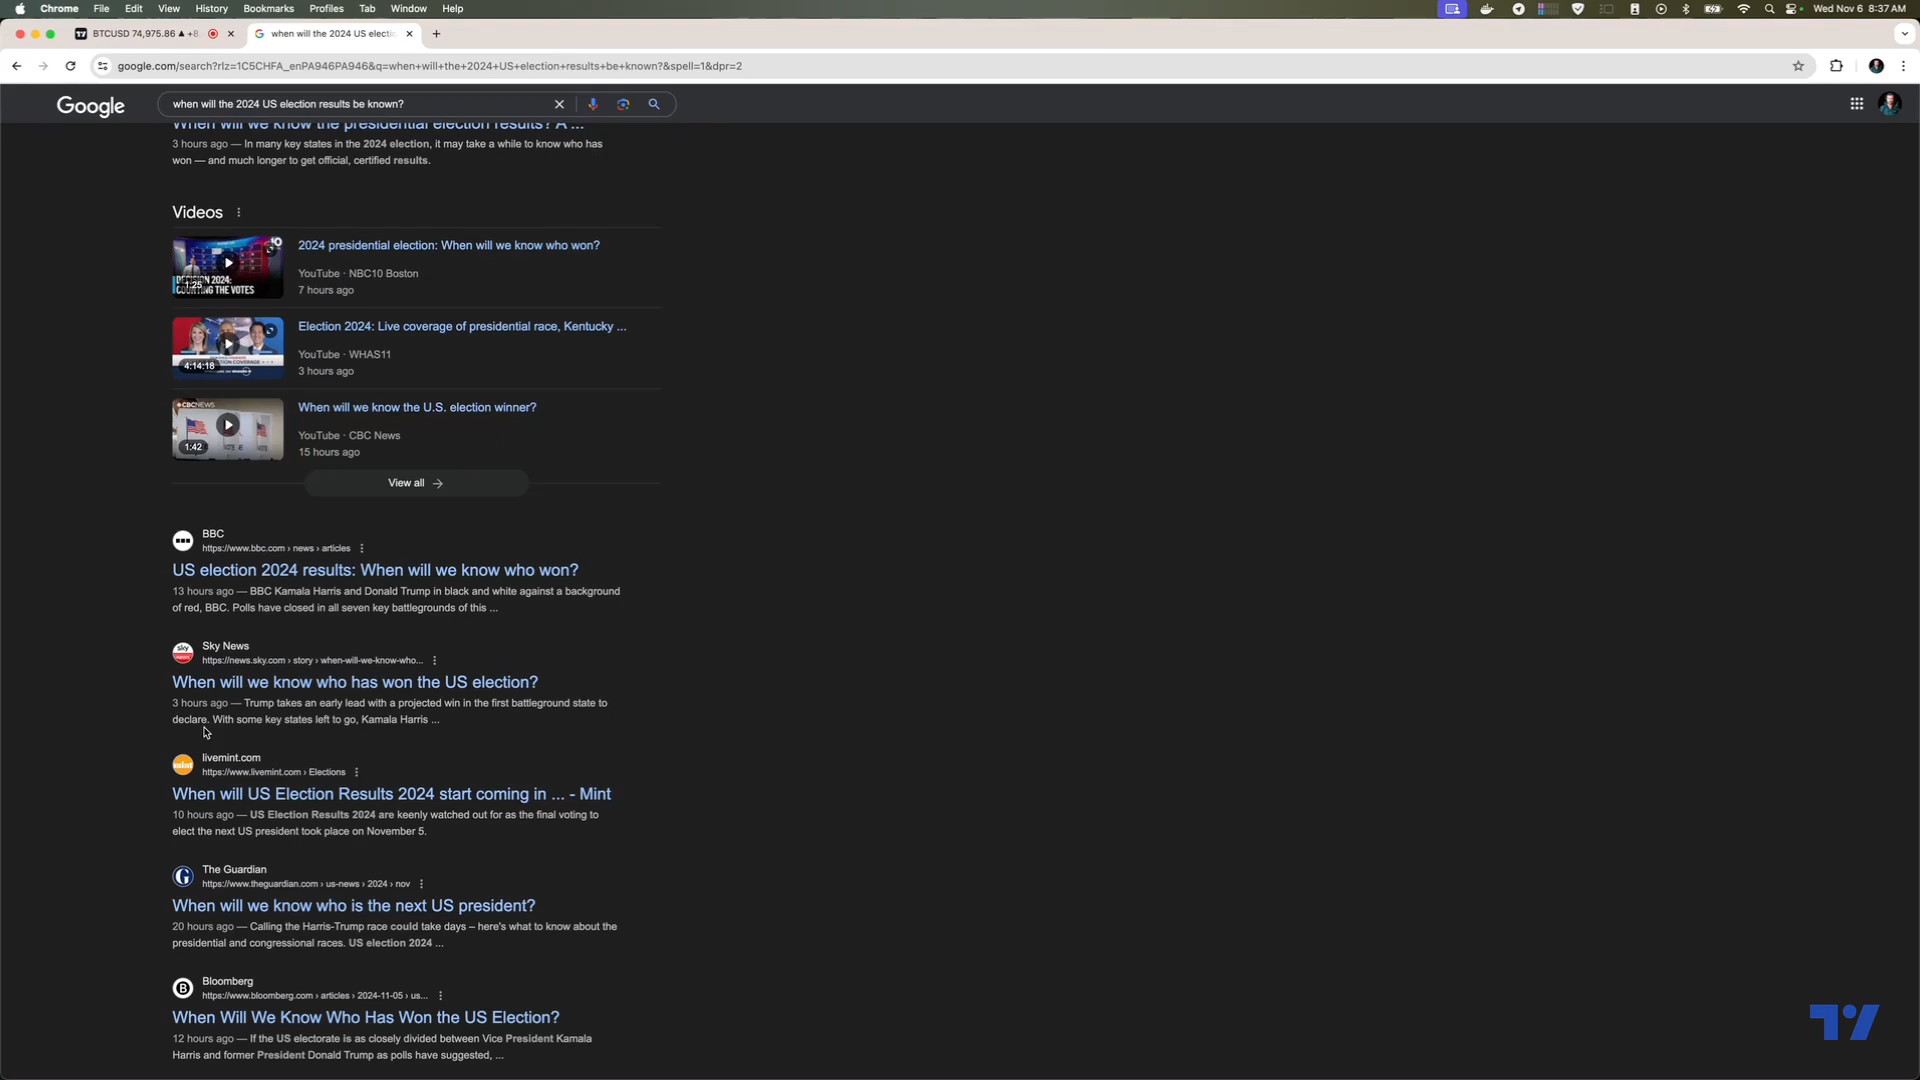 Chrome File Edit View History Bookmarks Profiles Tab Window Help Wed Nov 6 8:37 AM
BTCUSD 74,975.86 ▲ +8. when will the 2024 US electio
google.com/search?rlz=1C5CHFA_enPA946PA946&q=when+will+the+2024+US+election+results+be+known?&spell=1&dpr=2
Google when will the 2024 US election results be known?
When will we know the presidential election results? A ...
3 hours ago — In many key states in the 2024 election, it may take a while to know who has
won — and much longer to get official, certified results.
Videos
2024 presidential election: When will we know who won?
YouTube · NBC10 Boston
7 hours ago
DECISION 2024:
COUNTING THE VOTES
1:25
Election 2024: Live coverage of presidential race, Kentucky ...
YouTube · WHAS11
3 hours ago
4:14:18
When will we know the U.S. election winner?
YouTube · CBC News
15 hours ago
CBCNEWS
1:42
View all
BBC
https://www.bbc.com › news › articles
US election 2024 results: When will we know who won?
13 hours ago — BBC Kamala Harris and Donald Trump in black and white against a background
of red, BBC. Polls have closed in all seven key battlegrounds of this ...
Sky News
https://news.sky.com › story › when-will-we-know-who...
When will we know who has won the US election?
3 hours ago — Trump takes an early lead with a projected win in the first battleground state to
declare. With some key states left to go, Kamala Harris ...
livemint.com
https://www.livemint.com › Elections
When will US Election Results 2024 start coming in ... - Mint
10 hours ago — US Election Results 2024 are keenly watched out for as the final voting to
elect the next US president took place on November 5.
The Guardian
https://www.theguardian.com › us-news › 2024 › nov
When will we know who is the next US president?
20 hours ago — Calling the Harris-Trump race could take days – here's what to know about the
presidential and congressional races. US election 2024 ...
Bloomberg
https://www.bloomberg.com › articles › 2024-11-05 › us...
When Will We Know Who Has Won the US Election?
12 hours ago — If the US electorate is as closely divided between Vice President Kamala
Harris and former President Donald Trump as polls have suggested, ...